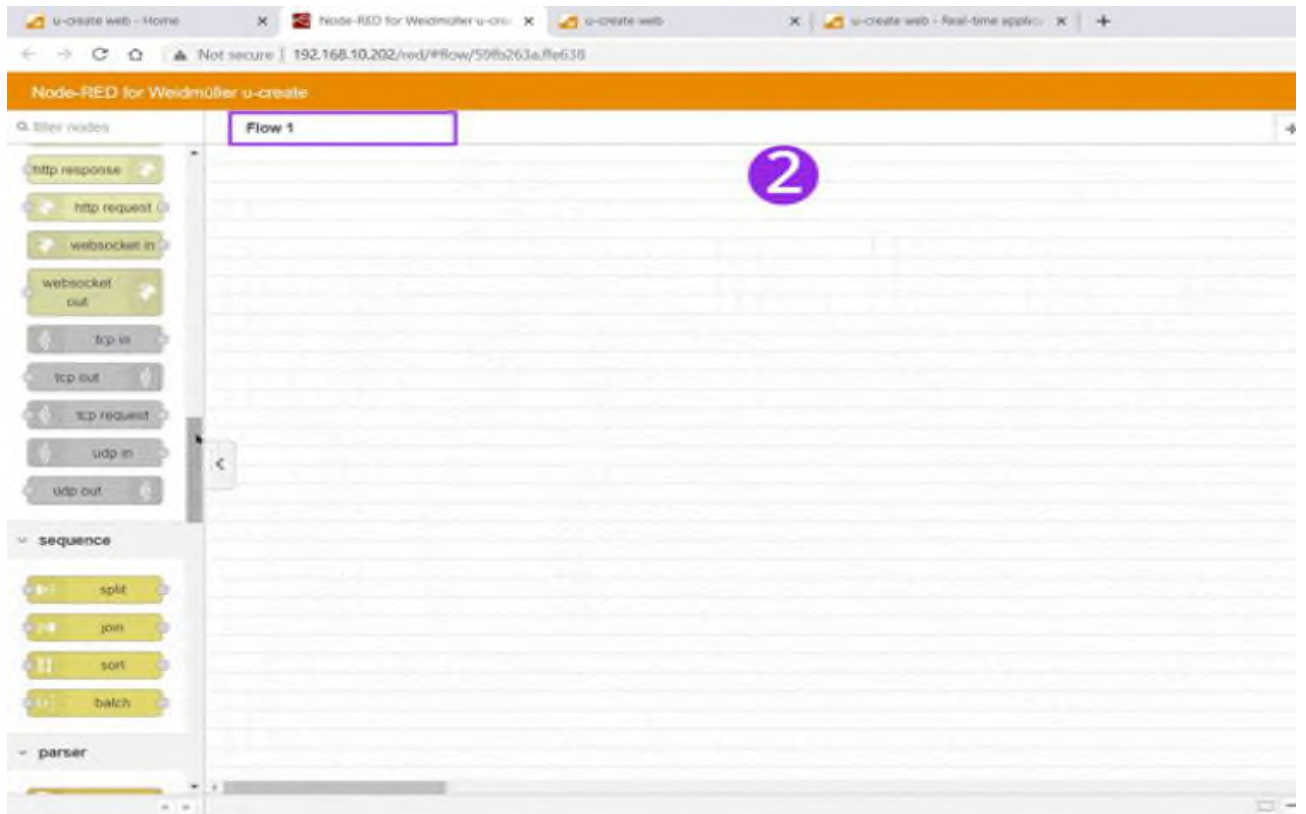 u-create web - Home
Node-RED for Weidmüller u-cre
u-create web
u-create web - Real-time applic
Not secure | 192.168.10.202/red/#flow/59fb263a.ffe638
Node-RED for Weidmüller u-create
filter nodes
Flow 1
2
http response
http request
websocket in
websocket
out
tcp in
tcp out
tcp request
udp in
udp out
sequence
split
join
sort
batch
parser